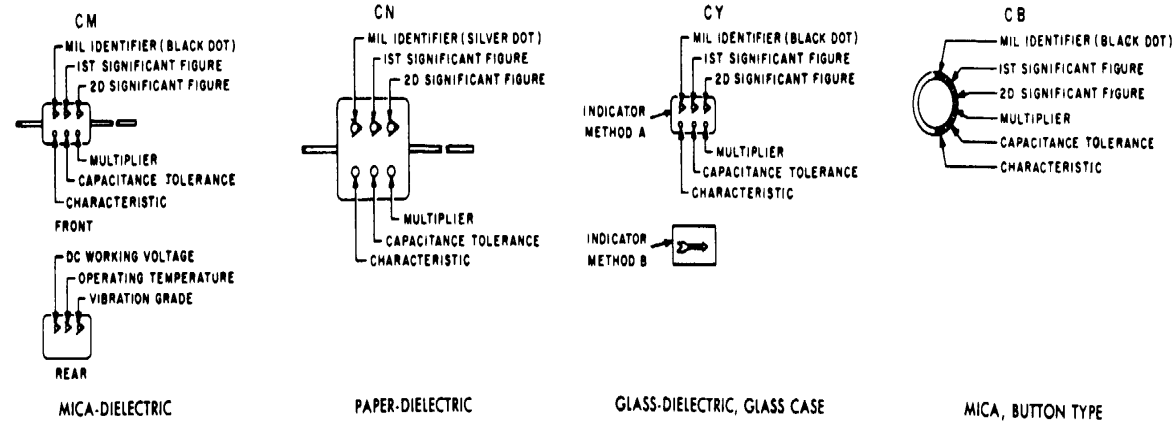 CM
MIL IDENTIFIER (BLACK DOT)
1ST SIGNIFICANT FIGURE
2D SIGNIFICANT FIGURE
MULTIPLIER
CAPACITANCE TOLERANCE
CHARACTERISTIC
FRONT
DC WORKING VOLTAGE
OPERATING TEMPERATURE
VIBRATION GRADE
REAR
MICA-DIELECTRIC
CN
MIL IDENTIFIER (SILVER DOT)
1ST SIGNIFICANT FIGURE
2D SIGNIFICANT FIGURE
MULTIPLIER
CAPACITANCE TOLERANCE
CHARACTERISTIC
PAPER-DIELECTRIC
CY
MIL IDENTIFIER (BLACK DOT)
1ST SIGNIFICANT FIGURE
2D SIGNIFICANT FIGURE
INDICATOR
METHOD A
MULTIPLIER
CAPACITANCE TOLERANCE
CHARACTERISTIC
INDICATOR
METHOD B
GLASS-DIELECTRIC, GLASS CASE
CB
MIL IDENTIFIER (BLACK DOT)
1ST SIGNIFICANT FIGURE
2D SIGNIFICANT FIGURE
MULTIPLIER
CAPACITANCE TOLERANCE
CHARACTERISTIC
MICA, BUTTON TYPE